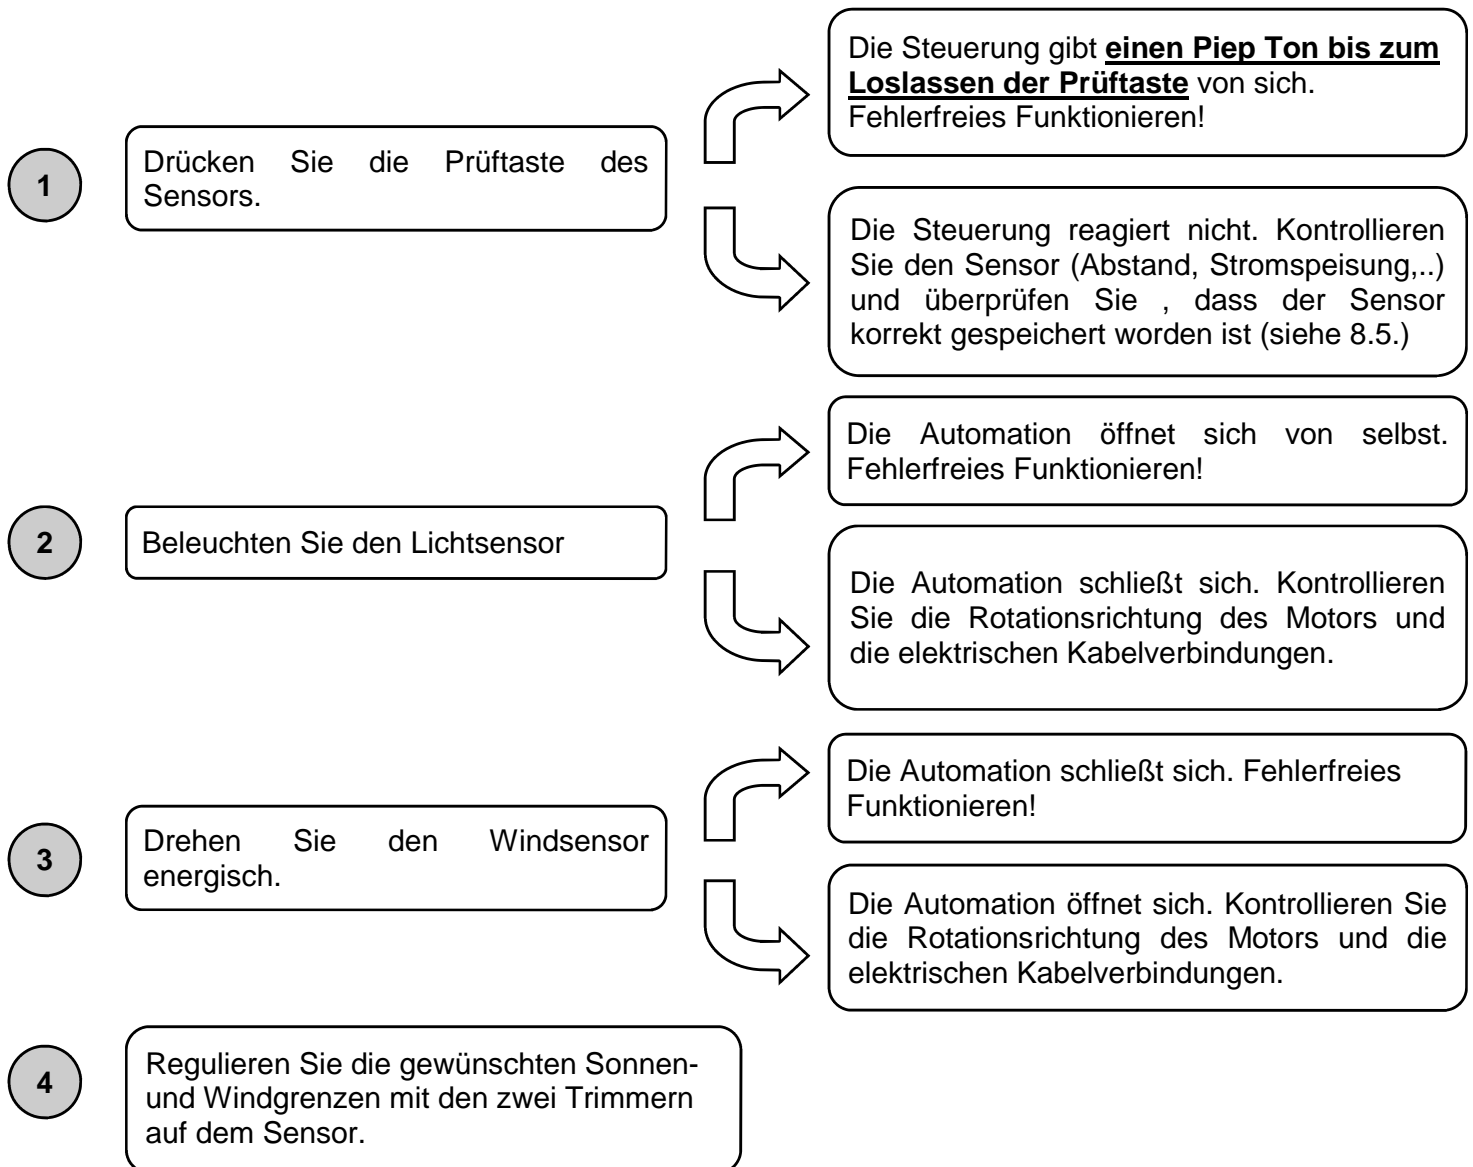 1
Drücken Sie die Prüftaste des
Sensors.
Die Steuerung gibt einen Piep Ton bis zum
Loslassen der Prüftaste von sich.
Fehlerfreies Funktionieren!
Die Steuerung reagiert nicht. Kontrollieren
Sie den Sensor (Abstand, Stromspeisung,..)
und überprüfen Sie , dass der Sensor
korrekt gespeichert worden ist (siehe 8.5.)
2
Beleuchten Sie den Lichtsensor
Die Automation öffnet sich von selbst.
Fehlerfreies Funktionieren!
Die Automation schließt sich. Kontrollieren
Sie die Rotationsrichtung des Motors und
die elektrischen Kabelverbindungen.
3
Drehen Sie den Windsensor
energisch.
Die Automation schließt sich. Fehlerfreies
Funktionieren!
Die Automation öffnet sich. Kontrollieren Sie
die Rotationsrichtung des Motors und die
elektrischen Kabelverbindungen.
4
Regulieren Sie die gewünschten Sonnen-
und Windgrenzen mit den zwei Trimmern
auf dem Sensor.